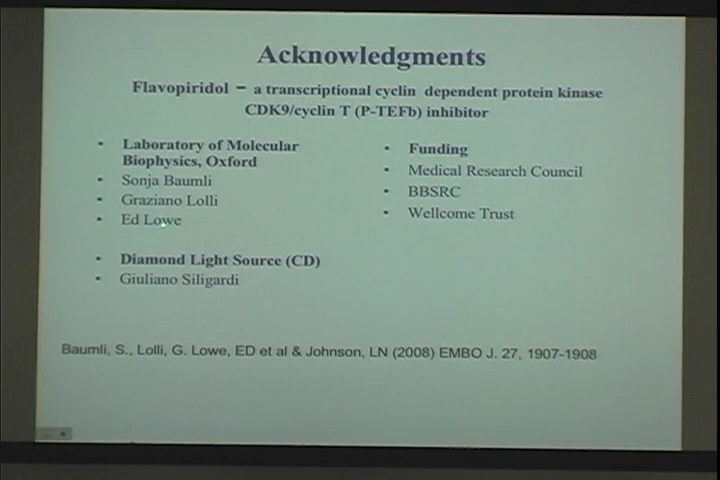 Acknowledgments
Flavopiridol – a transcriptional cyclin dependent protein kinase
CDK9/cyclin T (P-TEFb) inhibitor
• Laboratory of Molecular
Biophysics, Oxford
• Sonja Baumli
• Graziano Lolli
• Ed Lowe
• Diamond Light Source (CD)
• Giuliano Siligardi
• Funding
• Medical Research Council
• BBSRC
• Wellcome Trust
Baumli, S., Lolli, G. Lowe, ED et al & Johnson, LN (2008) EMBO J. 27, 1907-1908